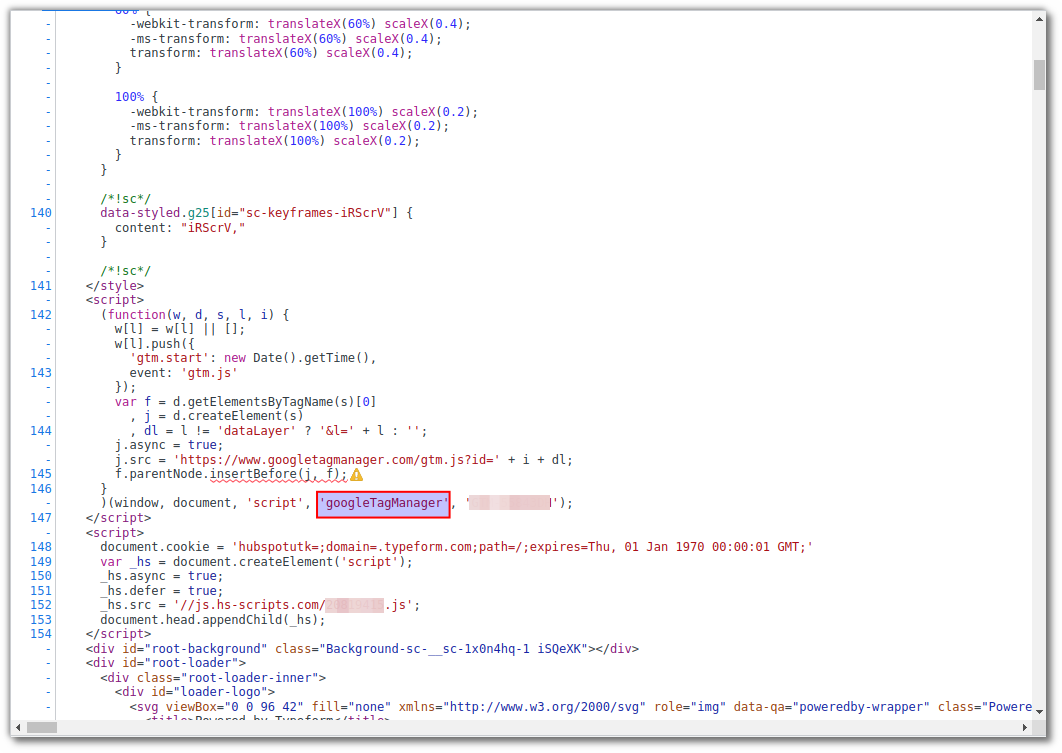 60% {
-webkit-transform: translateX(60%) scaleX(0.4);
-ms-transform: translateX(60%) scaleX(0.4);
transform: translateX(60%) scaleX(0.4);
}
100% {
-webkit-transform: translateX(100%) scaleX(0.2);
-ms-transform: translateX(100%) scaleX(0.2);
transform: translateX(100%) scaleX(0.2);
}
}
/*!sc*/
140 data-styled.g25[id="sc-keyframes-iRScrV"] {
content: "iRScrV,"
}
/*!sc*/
141 </style>
- <script>
142 (function(w, d, s, l, i) {
- w[l] = w[l] || [];
- w[l].push({
- 'gtm.start': new Date().getTime(),
143 event: 'gtm.js'
- });
- var f = d.getElementsByTagName(s)[0]
- , j = d.createElement(s)
144 , dl = l != 'dataLayer' ? '&l=' + l : '';
- j.async = true;
- j.src = 'https://www.googletagmanager.com/gtm.js?id=' + i + dl;
145 f.parentNode.insertBefore(j, f);
146 }
- )(window, document, 'script', 'googleTagManager', ' ');
147 </script>
- <script>
148 document.cookie = 'hubspotutk=;domain=.typeform.com;path=/;expires=Thu, 01 Jan 1970 00:00:01 GMT;'
149 var _hs = document.createElement('script');
150 _hs.async = true;
151 _hs.defer = true;
152 _hs.src = '//js.hs-scripts.com/ .js';
153 document.head.appendChild(_hs);
154 </script>
- <div id="root-background" class="Background-sc-__sc-1x0n4hq-1 iSQeXK"></div>
- <div id="root-loader">
- <div class="root-loader-inner">
- <div id="loader-logo">
- <svg viewBox="0 0 96 42" fill="none" xmlns="http://www.w3.org/2000/svg" role="img" data-qa="poweredby-wrapper" class="Powere
<title>Powered by Typeform</title>